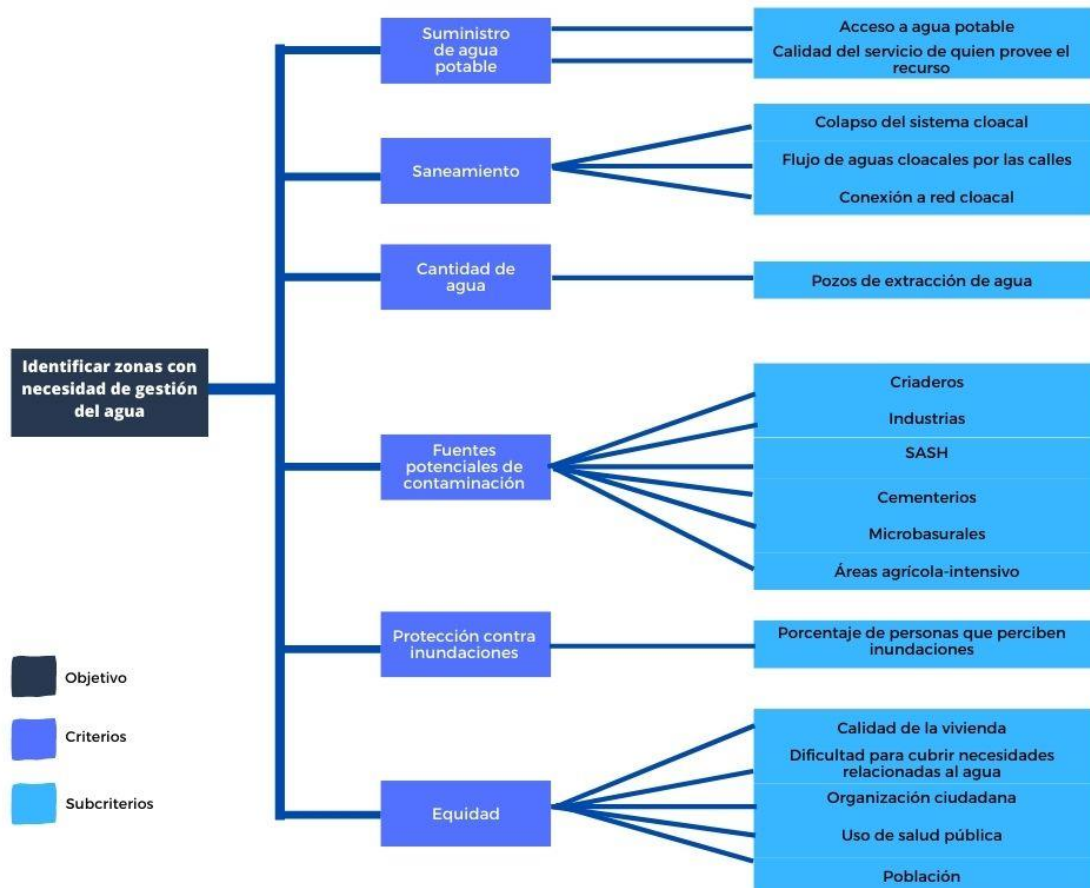 Identificar zonas con
necesidad de gestión
del agua
Suministro
de agua
potable
Acceso a agua potable
Calidad del servicio de quien provee el
recurso
Saneamiento
Colapso del sistema cloacal
Flujo de aguas cloacales por las calles
Conexión a red cloacal
Cantidad de
agua
Pozos de extracción de agua
Fuentes
potenciales de
contaminación
Criaderos
Industrias
SASH
Cementerios
Microbasurales
Áreas agrícola-intensivo
Protección contra
inundaciones
Porcentaje de personas que perciben
inundaciones
Equidad
Calidad de la vivienda
Dificultad para cubrir necesidades
relacionadas al agua
Organización ciudadana
Uso de salud pública
Población
Objetivo
Criterios
Subcriterios